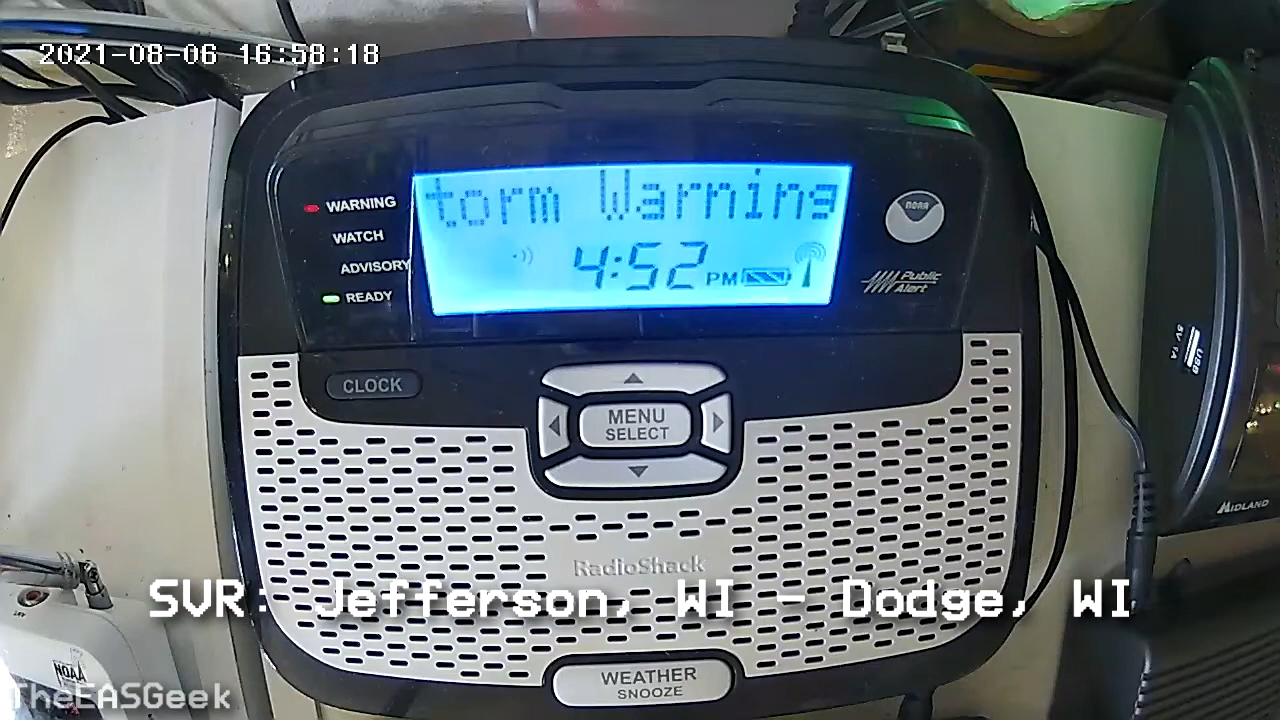 2021-08-06 16:58:18
WARNING
WATCH
ADVISORY
READY
torm Warning
4:52 PM
NOAA
Public
Alert
USB
5V 1A
CLOCK
MENU
SELECT
MIDLAND
RadioShack
SVR: Jefferson, WI - Dodge, WI
WEATHER
SNOOZE
NOAA
TheEASGeek